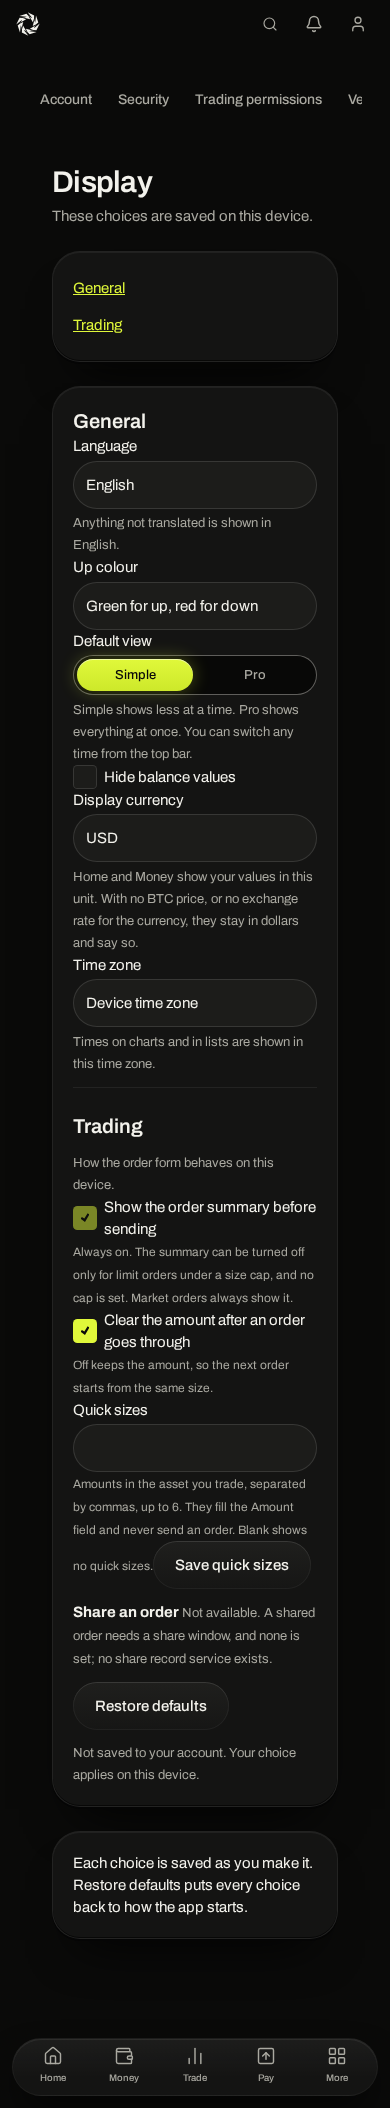 Account Security Trading permissions Ve
Display
These choices are saved on this device.
General
Trading
General
Language
English
Anything not translated is shown in
English.
Up colour
Green for up, red for down
Default view
Simple Pro
Simple shows less at a time. Pro shows
everything at once. You can switch any
time from the top bar.
Hide balance values
Display currency
USD
Home and Money show your values in this
unit. With no BTC price, or no exchange
rate for the currency, they stay in dollars
and say so.
Time zone
Device time zone
Times on charts and in lists are shown in
this time zone.
Trading
How the order form behaves on this
device.
Show the order summary before
sending
Always on. The summary can be turned off
only for limit orders under a size cap, and no
cap is set. Market orders always show it.
Clear the amount after an order
goes through
Off keeps the amount, so the next order
starts from the same size.
Quick sizes
Amounts in the asset you trade, separated
by commas, up to 6. They fill the Amount
field and never send an order. Blank shows
no quick sizes. Save quick sizes
Share an order Not available. A shared
order needs a share window, and none is
set; no share record service exists.
Restore defaults
Not saved to your account. Your choice
applies on this device.
Each choice is saved as you make it.
Restore defaults puts every choice
back to how the app starts.
Home Money Trade Pay More